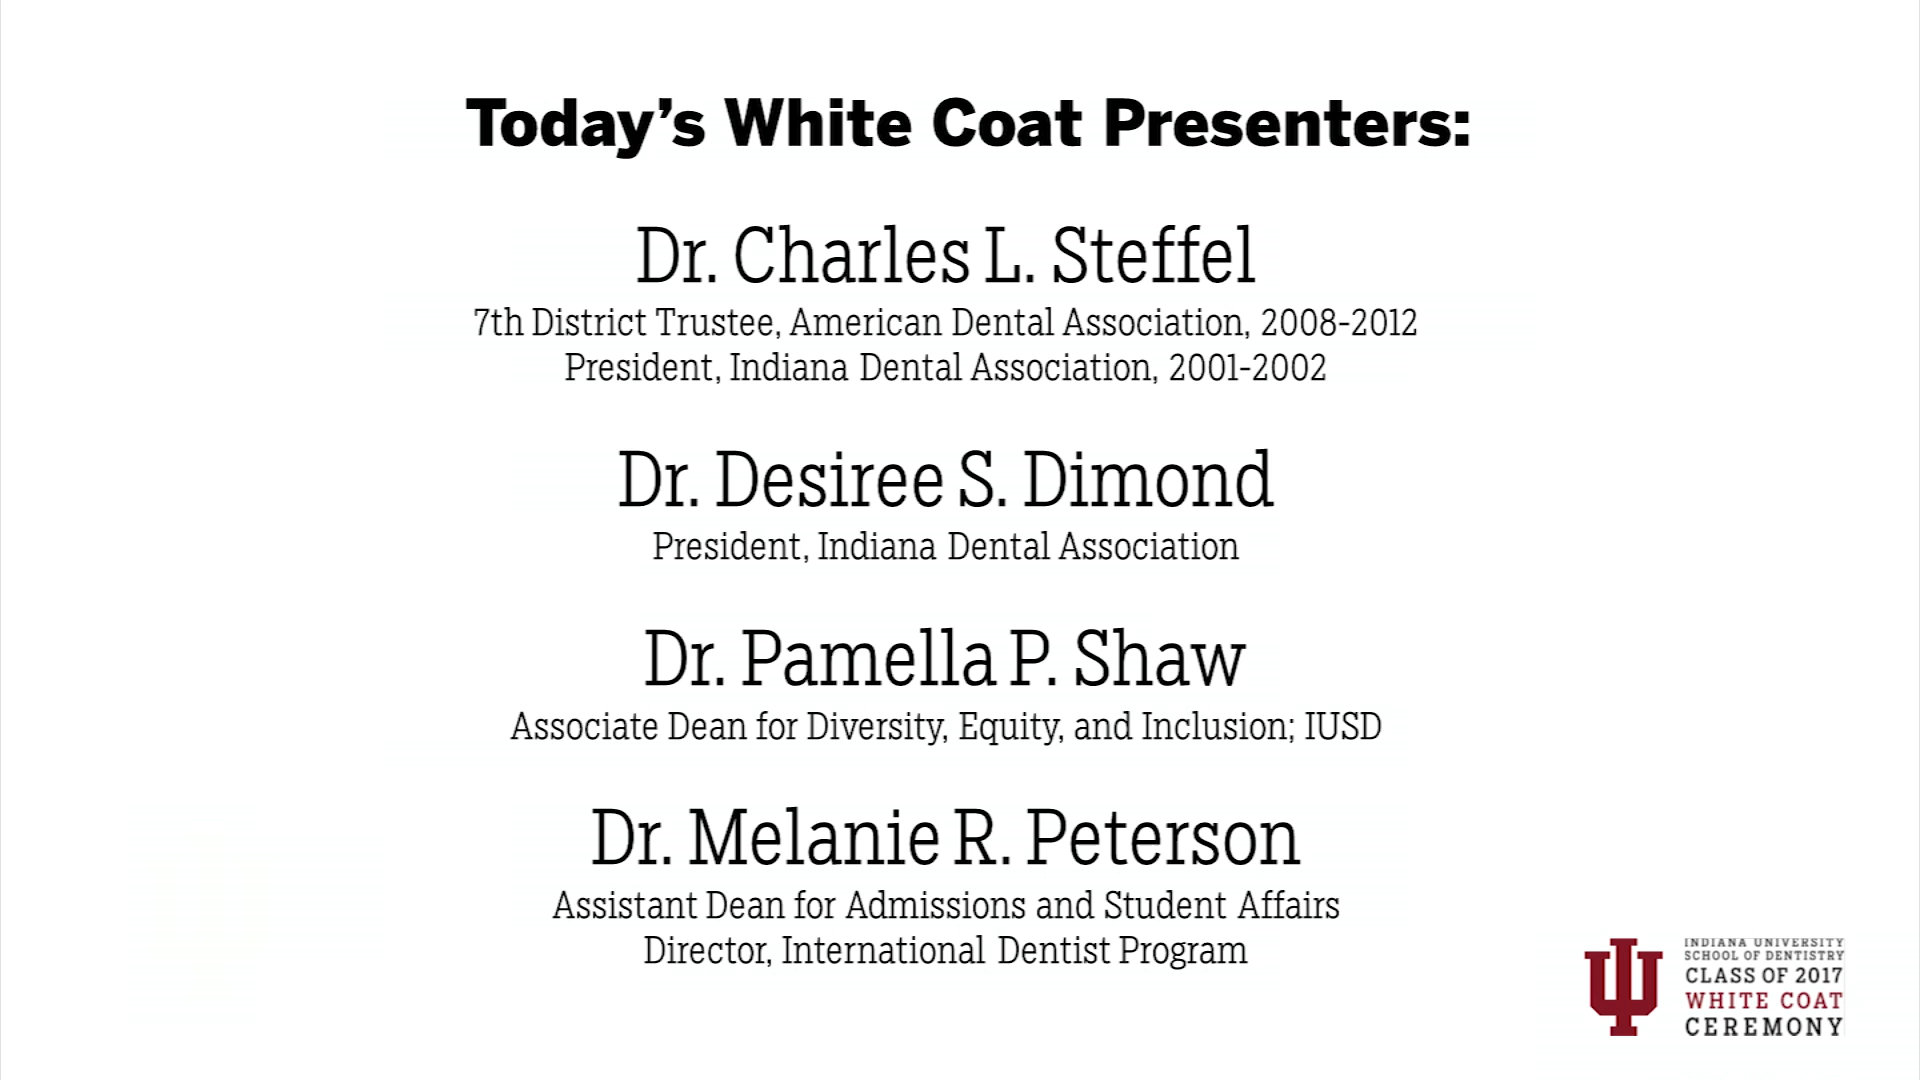 Today's White Coat Presenters:
Dr. Charles L. Steffel
7th District Trustee, American Dental Association, 2008-2012
President, Indiana Dental Association, 2001-2002
Dr. Desiree S. Dimond
President, Indiana Dental Association
Dr. Pamella P. Shaw
Associate Dean for Diversity, Equity, and Inclusion; IUSD
Dr. Melanie R. Peterson
Assistant Dean for Admissions and Student Affairs
Director, International Dentist Program
INDIANA UNIVERSITY
SCHOOL OF DENTISTRY
CLASS OF 2017
WHITE COAT
CEREMONY